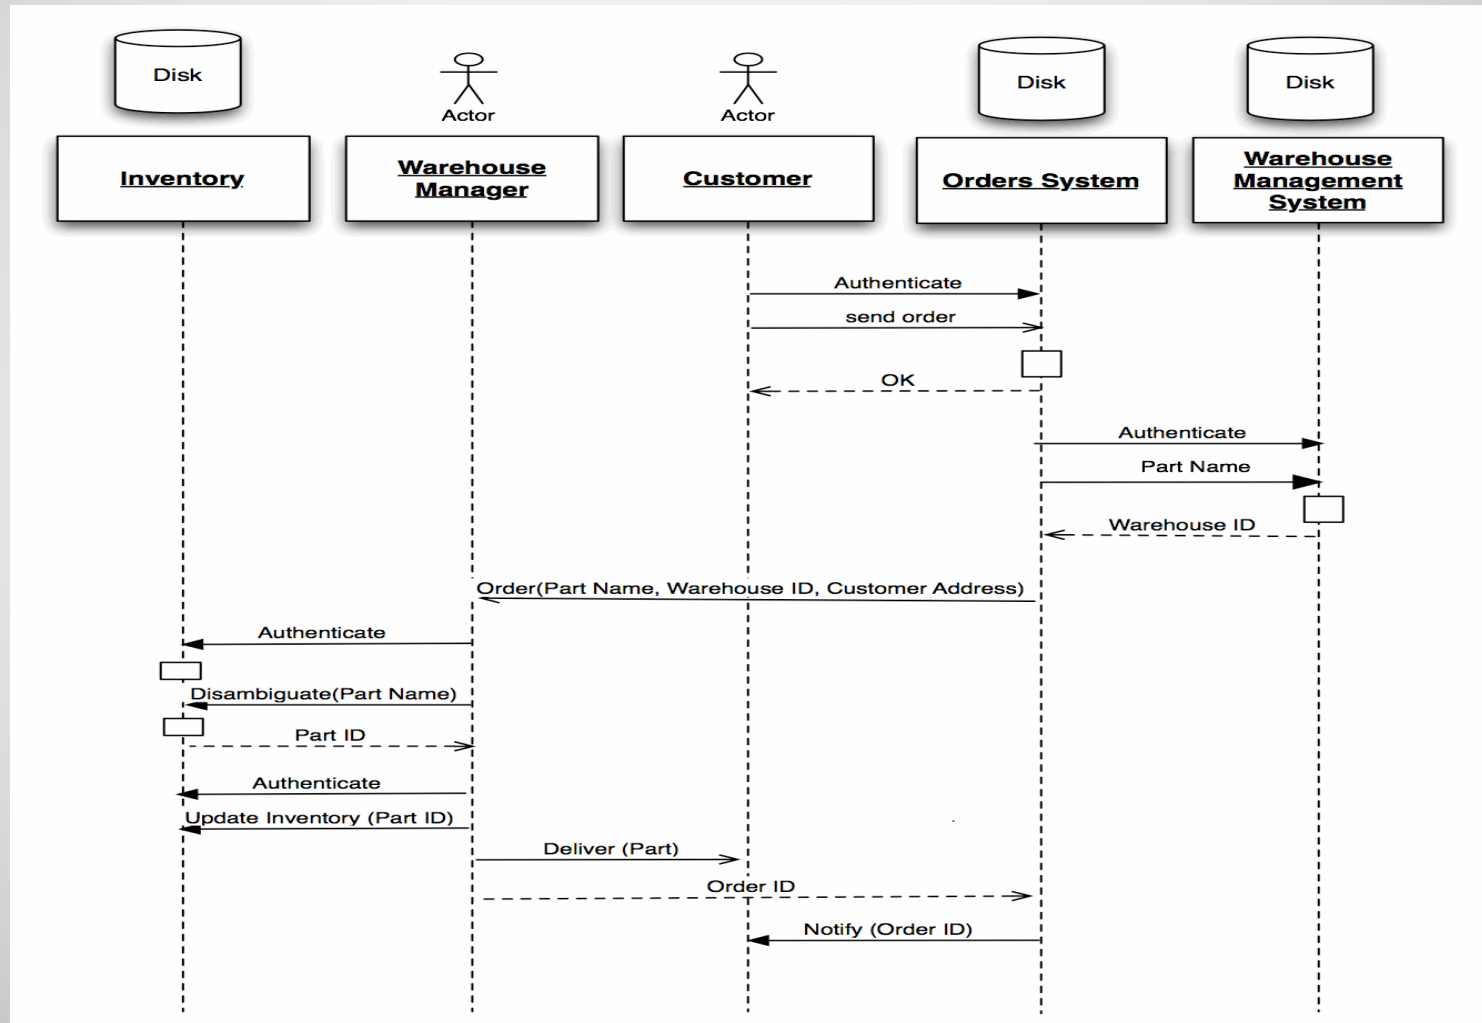 Disk
Actor
Actor
Disk
Disk
Inventory
Warehouse
Manager
Customer
Orders System
Warehouse
Management
System
Authenticate
send order
OK
Authenticate
Part Name
Warehouse ID
Order(Part Name, Warehouse ID, Customer Address)
Authenticate
Disambiguate(Part Name)
Part ID
Authenticate
Update Inventory (Part ID)
Deliver (Part)
Order ID
Notify (Order ID)